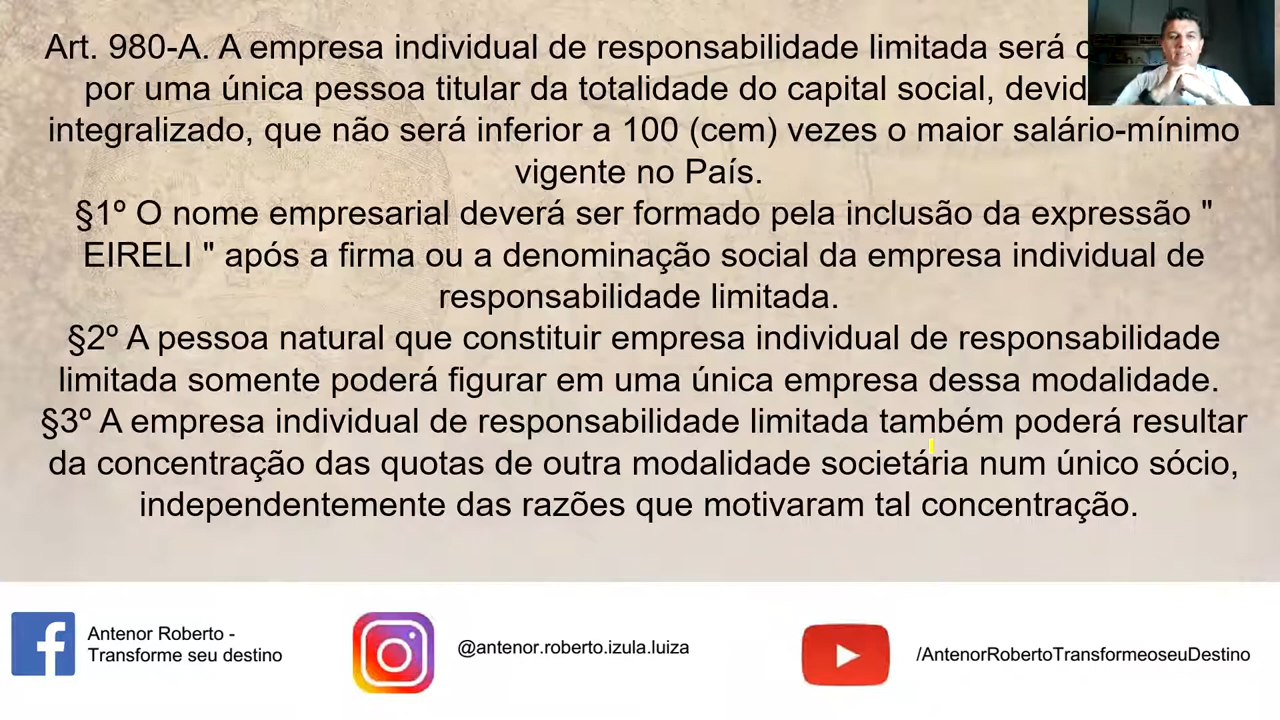 Art. 980-A. A empresa individual de responsabilidade limitada será
por uma única pessoa titular da totalidade do capital social,
integralizado, que não será inferior a 100 (cem) vezes o maior salário-mínimo
vigente no País.
§1º O nome empresarial deverá ser formado pela inclusão da expressão "
EIRELI " após a firma ou a denominação social da empresa individual de
responsabilidade limitada.
§2º A pessoa natural que constituir empresa individual de responsabilidade
limitada somente poderá figurar em uma única empresa dessa modalidade.
§3º A empresa individual de responsabilidade limitada também poderá resultar
da concentração das quotas de outra modalidade societária num único sócio,
independentemente das razões que motivaram tal concentração.
Antenor Roberto -
Transforme seu destino
@antenor.roberto.izula.luiza
/AntenorRobertoTransformeoseuDestino